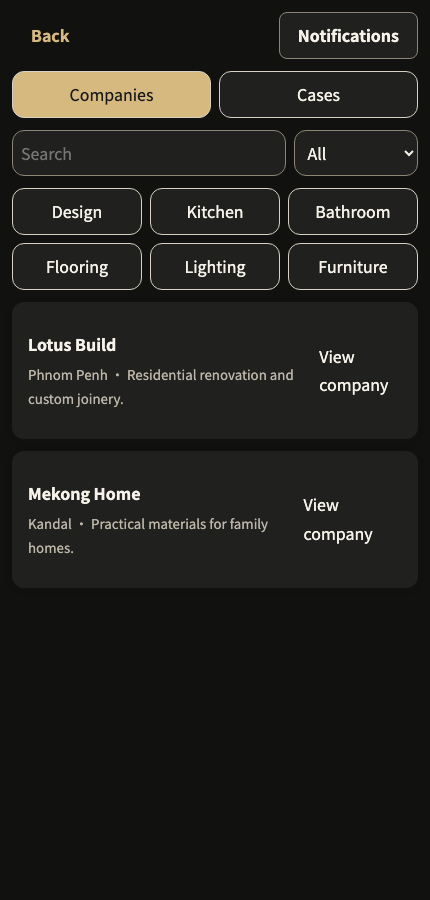 Back
Notifications
Companies
Cases
Search
All
Design
Kitchen
Bathroom
Flooring
Lighting
Furniture
Lotus Build
Phnom Penh • Residential renovation and
custom joinery.
View
company
Mekong Home
Kandal • Practical materials for family
homes.
View
company